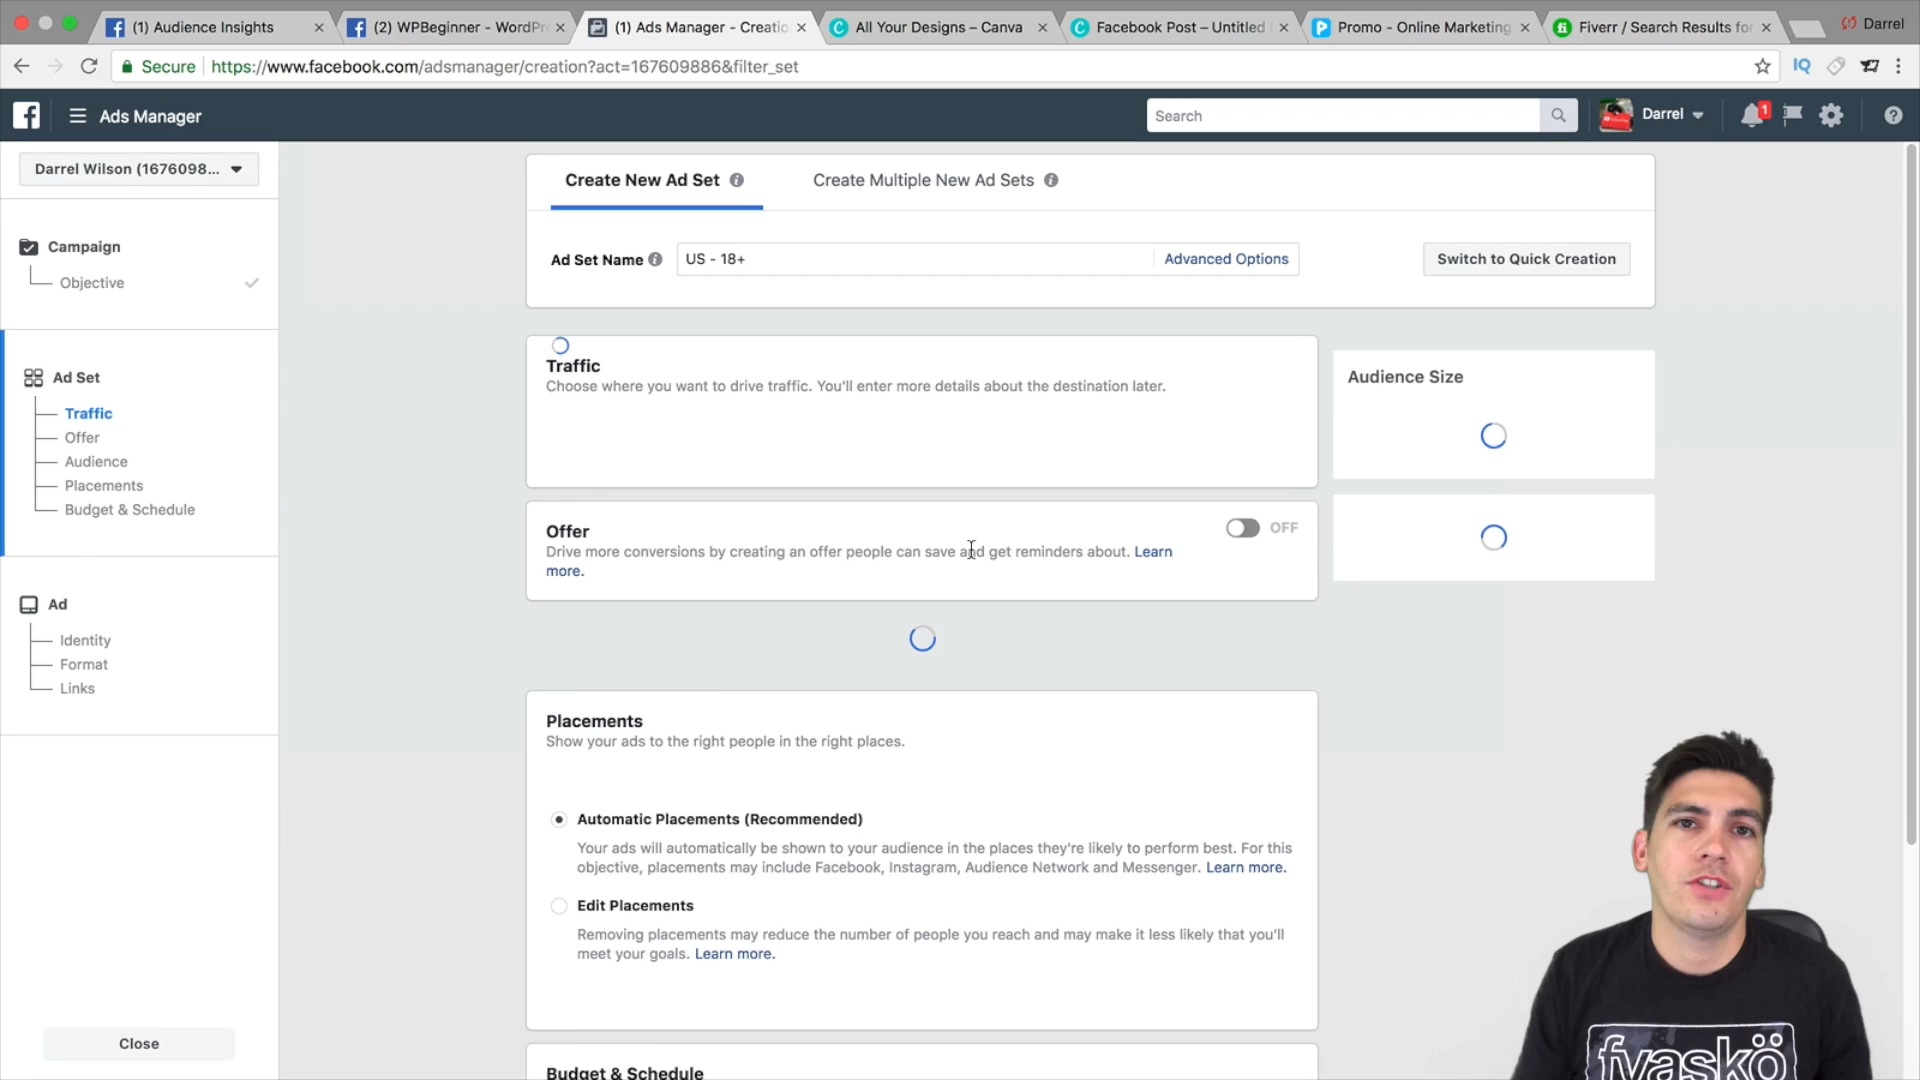 (1) Audience Insights
(2) WPBeginner - WordPr
(1) Ads Manager - Creatio
All Your Designs - Canva
Facebook Post – Untitled
Promo - Online Marketing
Fiverr / Search Results for
Darrel
Secure
https://www.facebook.com/adsmanager/creation?act=167609886&filter_set
IQ
Ads Manager
Search
Darrel
1
Darrel Wilson (1676098...
Campaign
Objective
Ad Set
Traffic
Offer
Audience
Placements
Budget & Schedule
Ad
Identity
Format
Links
Close
Create New Ad Set
Create Multiple New Ad Sets
Ad Set Name
US - 18+
Advanced Options
Switch to Quick Creation
Traffic
Choose where you want to drive traffic. You'll enter more details about the destination later.
Audience Size
Offer
OFF
Drive more conversions by creating an offer people can save and get reminders about. Learn
more.
Placements
Show your ads to the right people in the right places.
Automatic Placements (Recommended)
Your ads will automatically be shown to your audience in the places they're likely to perform best. For this
objective, placements may include Facebook, Instagram, Audience Network and Messenger. Learn more.
Edit Placements
Removing placements may reduce the number of people you reach and may make it less likely that you'll
meet your goals. Learn more.
Budget & Schedule
fvaskö